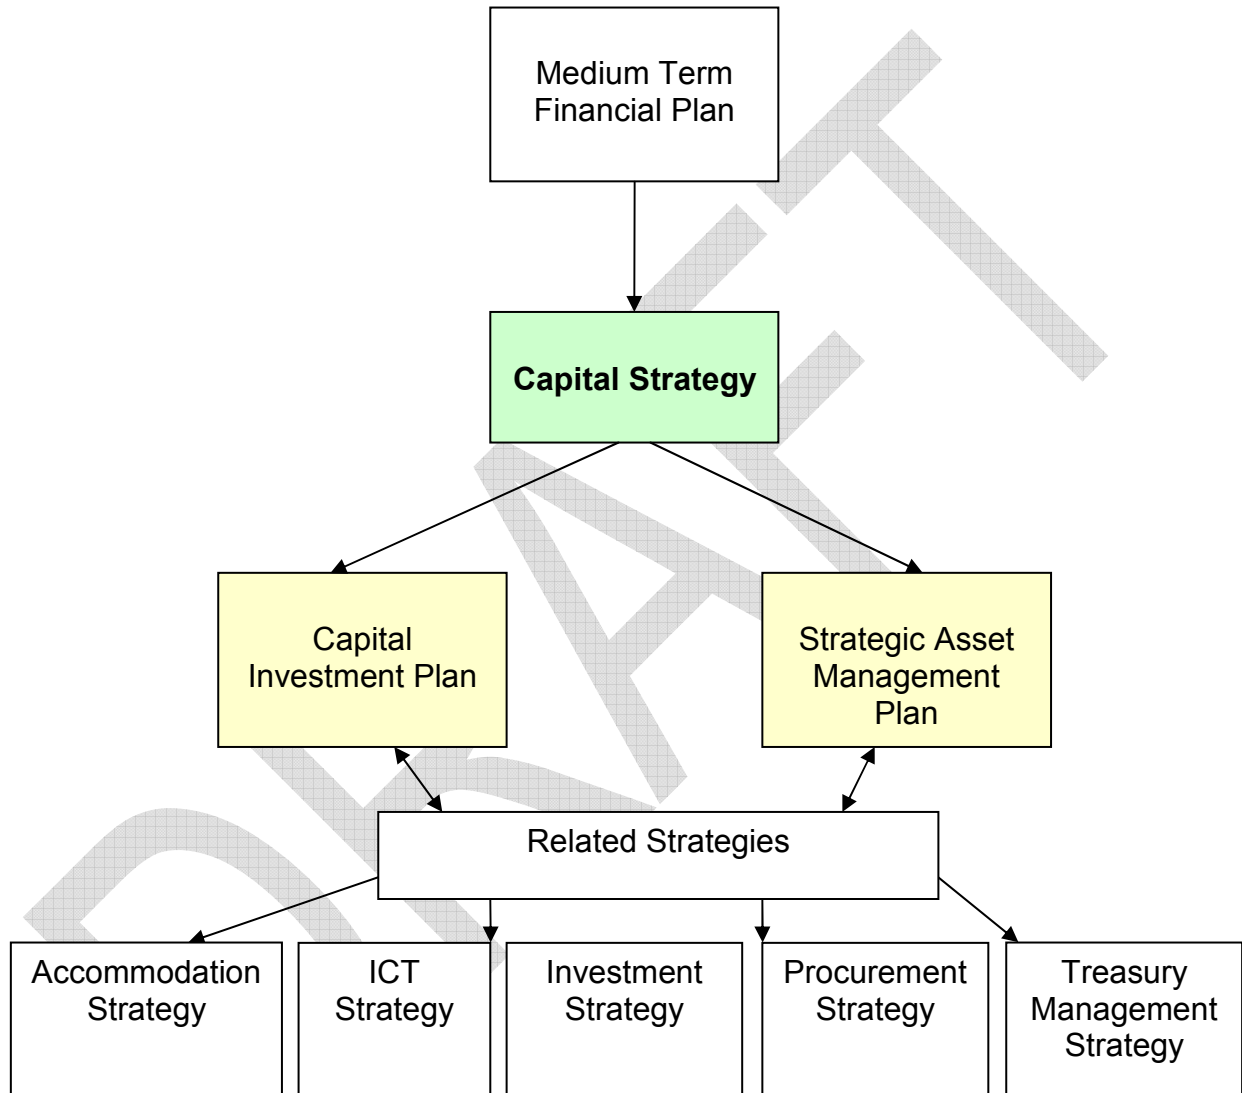 Medium Term
Financial Plan
Capital Strategy
Capital
Investment Plan
Strategic Asset
Management
Plan
Related Strategies
Accommodation
Strategy
ICT
Strategy
Investment
Strategy
Procurement
Strategy
Treasury
Management
Strategy
DRAFT